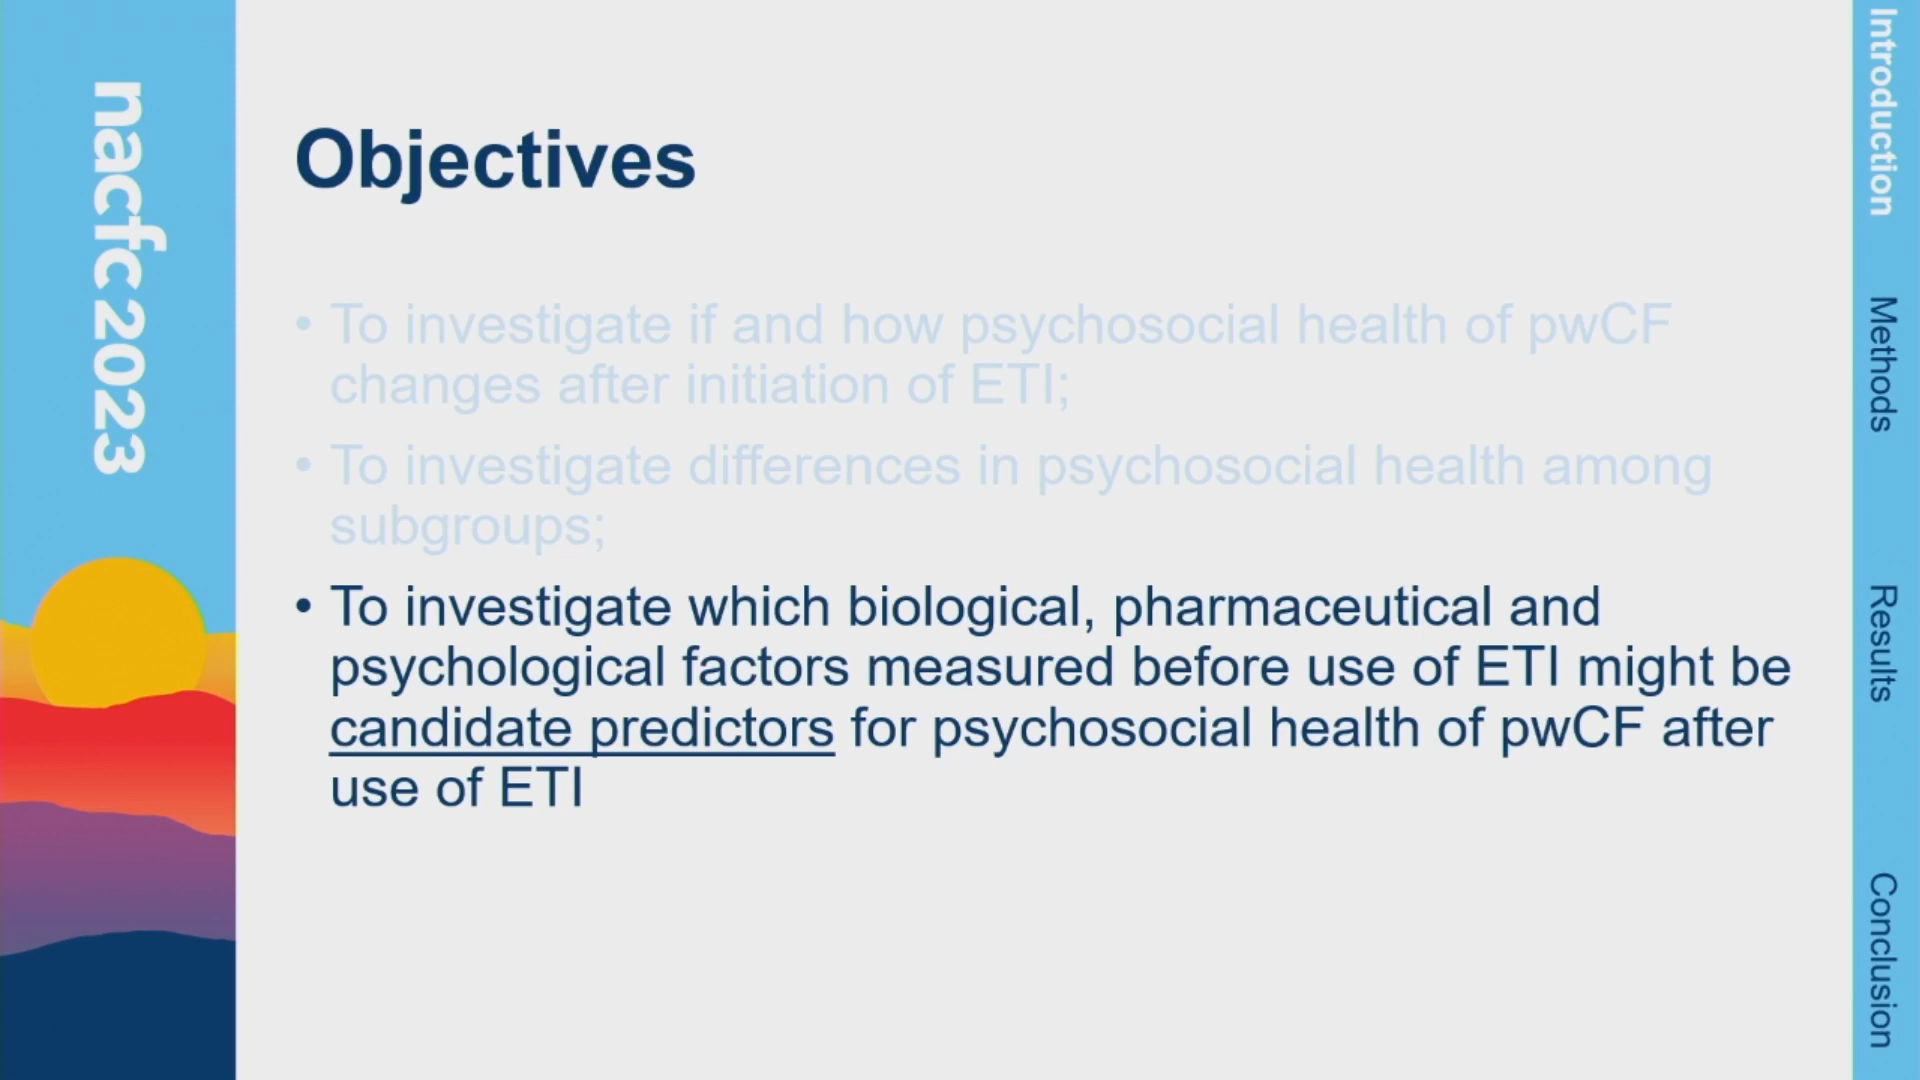 nacfc2023
Objectives
• To investigate if and how psychosocial health of pwCF
changes after initiation of ETI;
• To investigate differences in psychosocial health among
subgroups;
• To investigate which biological, pharmaceutical and
psychological factors measured before use of ETI might be
candidate predictors for psychosocial health of pwCF after
use of ETI
Introduction
Methods
Results
Conclusion